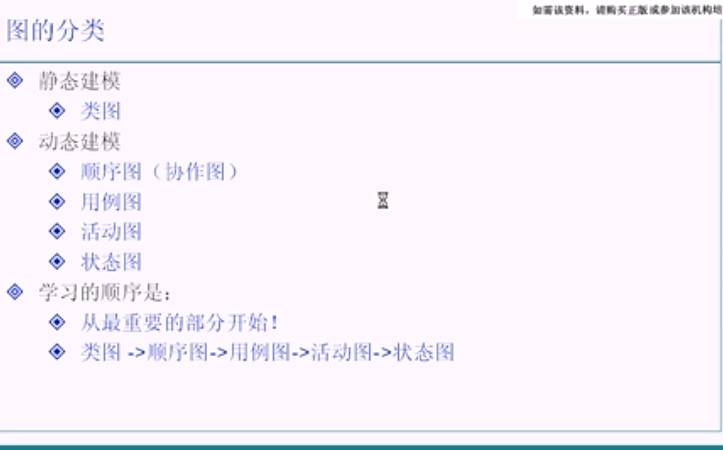 如需该资料，请购买正版或参加该机构培
图的分类
静态建模
类图
动态建模
顺序图（协作图）
用例图
活动图
状态图
学习的顺序是：
从最重要的部分开始！
类图 ->顺序图->用例图->活动图->状态图